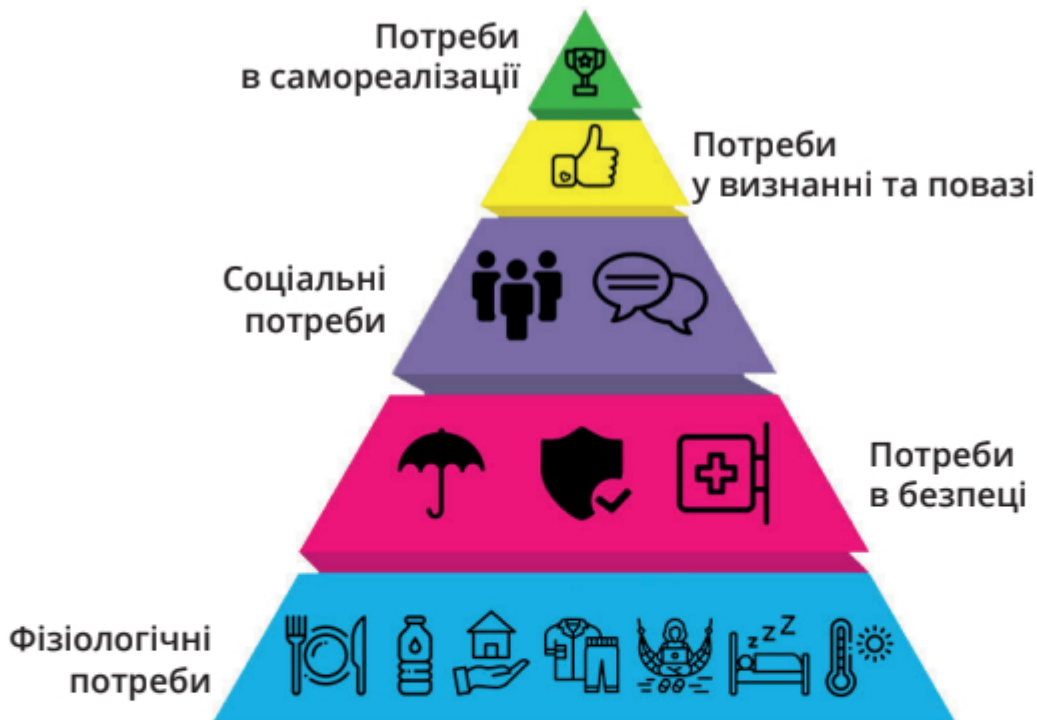 Потреби
в самореалізації
Потреби
у визнанні та повазі
Соціальні
потреби
Потреби
в безпеці
Фізіологічні
потреби
z z Z